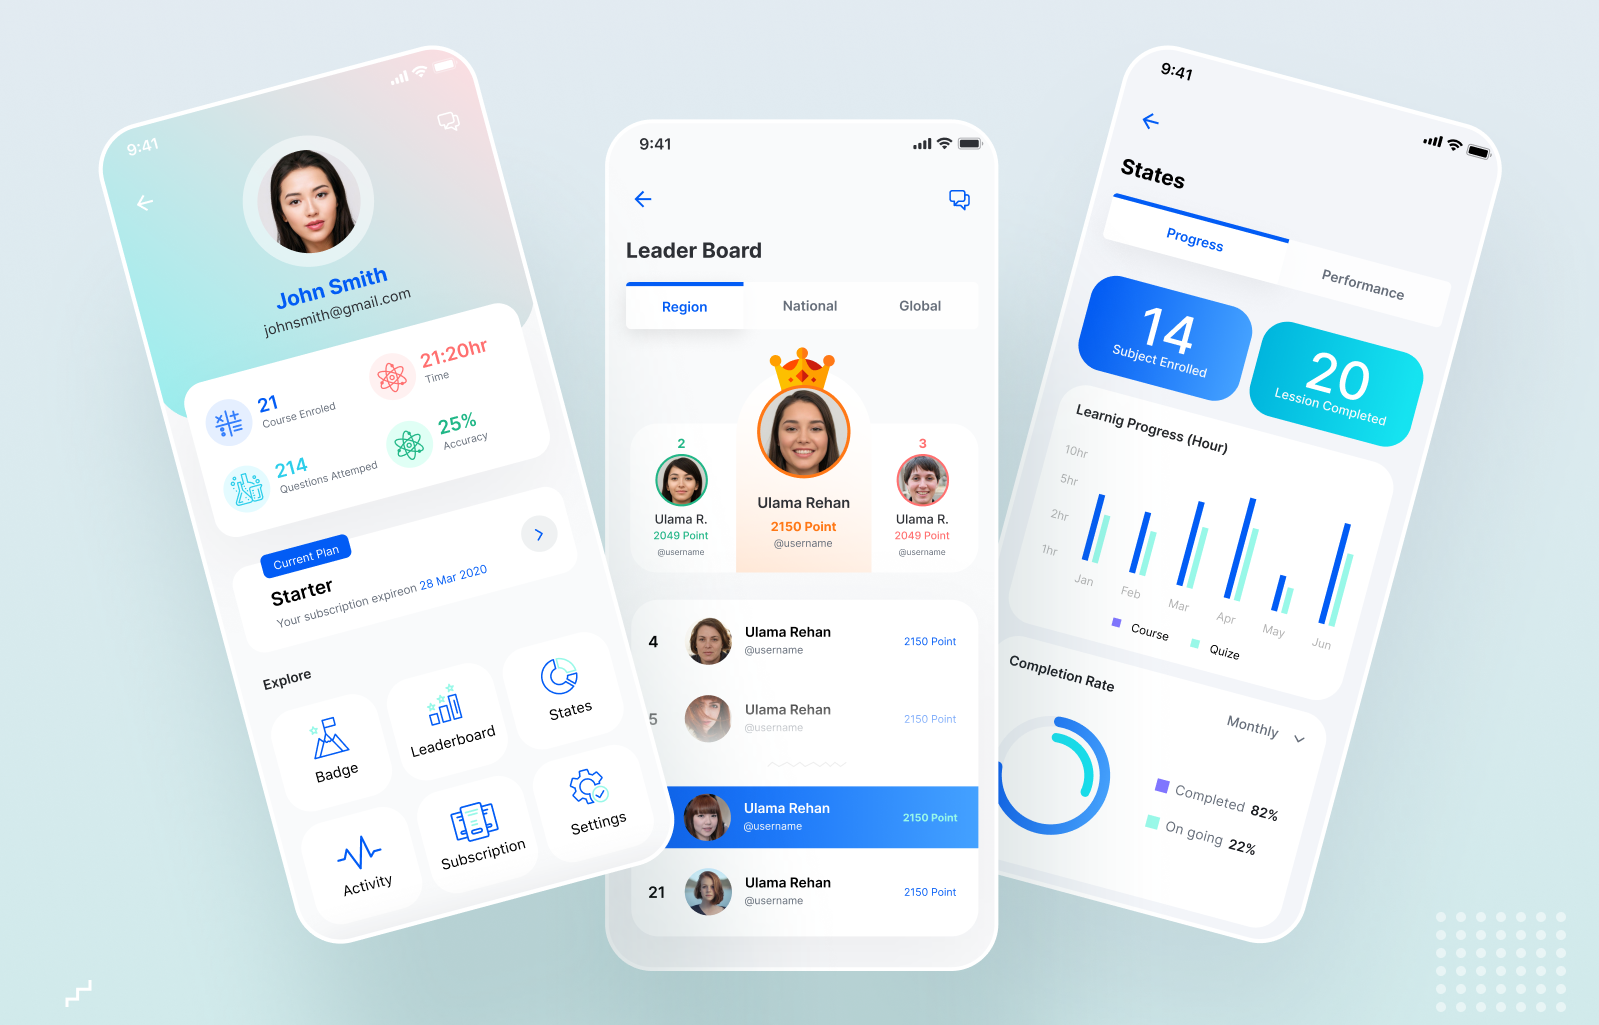 9:41
John Smith
johnsmith@gmail.com
21
Course Enroled
21:20hr
Time
214
Questions Attemped
25%
Accuracy
Current Plan
Starter
Your subscription expireon 28 Mar 2020
Explore
Badge
Leaderboard
States
Activity
Subscription
Settings
9:41
Leader Board
Region
National
Global
2
Ulama R.
2049 Point
@username
Ulama Rehan
2150 Point
@username
3
Ulama R.
2049 Point
@username
4
Ulama Rehan
@username
2150 Point
5
Ulama Rehan
@username
2150 Point
Ulama Rehan
@username
2150 Point
21
Ulama Rehan
@username
2150 Point
9:41
States
Progress
Performance
14
Subject Enrolled
20
Lession Completed
Learnig Progress (Hour)
10hr
5hr
2hr
1hr
Jan
Feb
Mar
Apr
May
Jun
Course
Quize
Completion Rate
Monthly
Completed 82%
On going 22%